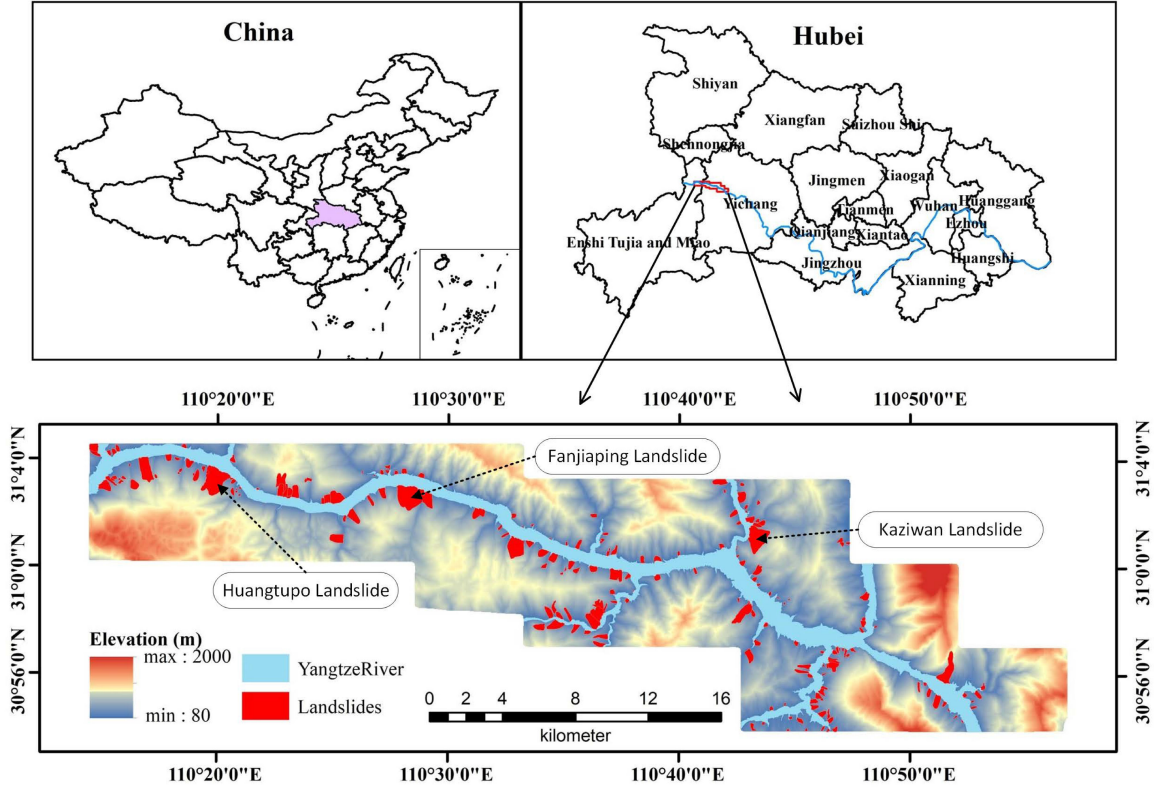 China
Hubei
Shiyan
Xiangfan
Suizhou Shi
Shennongjia
Jingmen
Xiaogan
Yichang
Tianmen
Wuhan
Huanggang
Ezhou
Enshi Tujia and Miao
Qianjiang
Xiantao
Jingzhou
Huangshi
Xianning
110°20'0"E
110°30'0"E
110°40'0"E
110°50'0"E
31°4'0"N
31°4'0"N
Fanjiaping Landslide
Kaziwan Landslide
31°0'0"N
31°0'0"N
Huangtupo Landslide
Elevation (m)
max : 2000
min : 80
YangtzeRiver
Landslides
30°56'0"N
30°56'0"N
0 2 4 8 12 16
kilometer
110°20'0"E
110°30'0"E
110°40'0"E
110°50'0"E